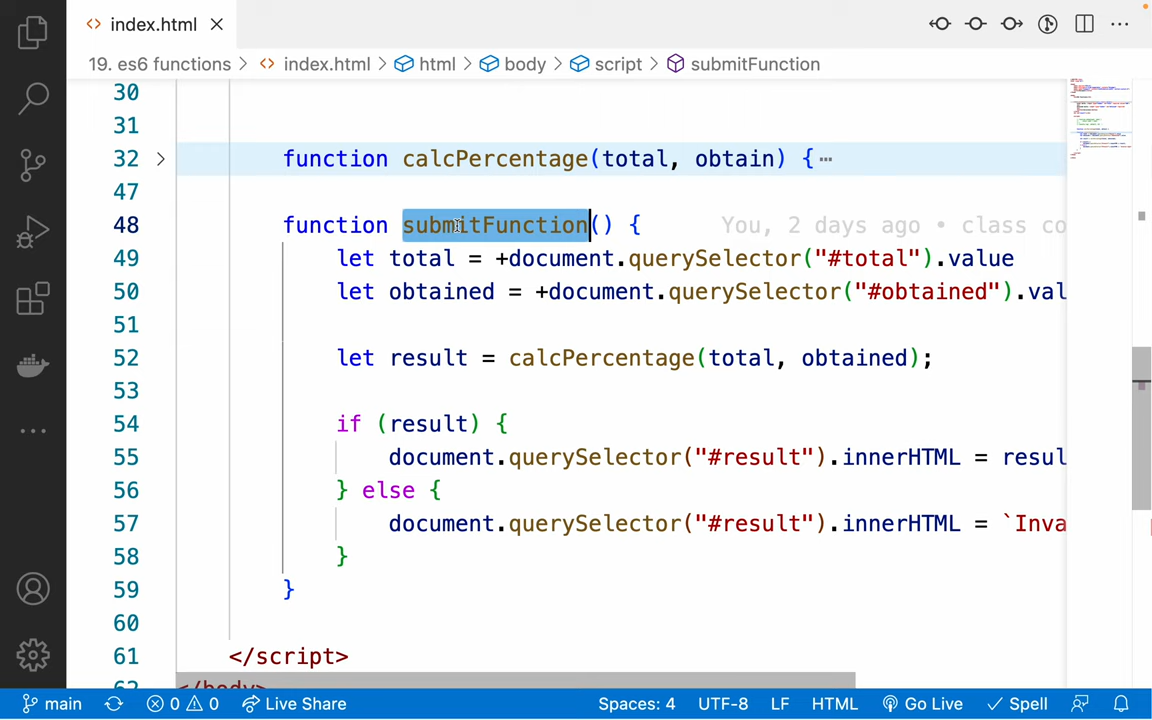 index.html
19. es6 functions > index.html > html > body > script > submitFunction
30
31
32 > function calcPercentage(total, obtain) {⋯
47
48 function submitFunction() { You, 2 days ago • class co
49 let total = +document.querySelector("#total").value
50 let obtained = +document.querySelector("#obtained").val
51
52 let result = calcPercentage(total, obtained);
53
54 if (result) {
55 document.querySelector("#result").innerHTML = resul
56 } else {
57 document.querySelector("#result").innerHTML = `Inva
58 }
59 }
60
61 </script>
62 </body>
main 0 0 Live Share Spaces: 4 UTF-8 LF HTML Go Live Spell